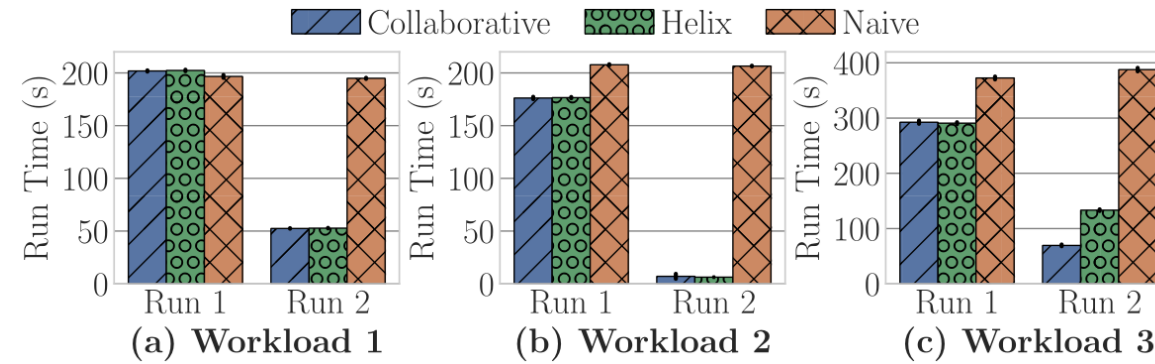 Collaborative Helix Naive
Run Time (s)
200
150
100
50
0
Run 1 Run 2
(a) Workload 1
Run Time (s)
200
150
100
50
0
Run 1 Run 2
(b) Workload 2
Run Time (s)
400
300
200
100
0
Run 1 Run 2
(c) Workload 3